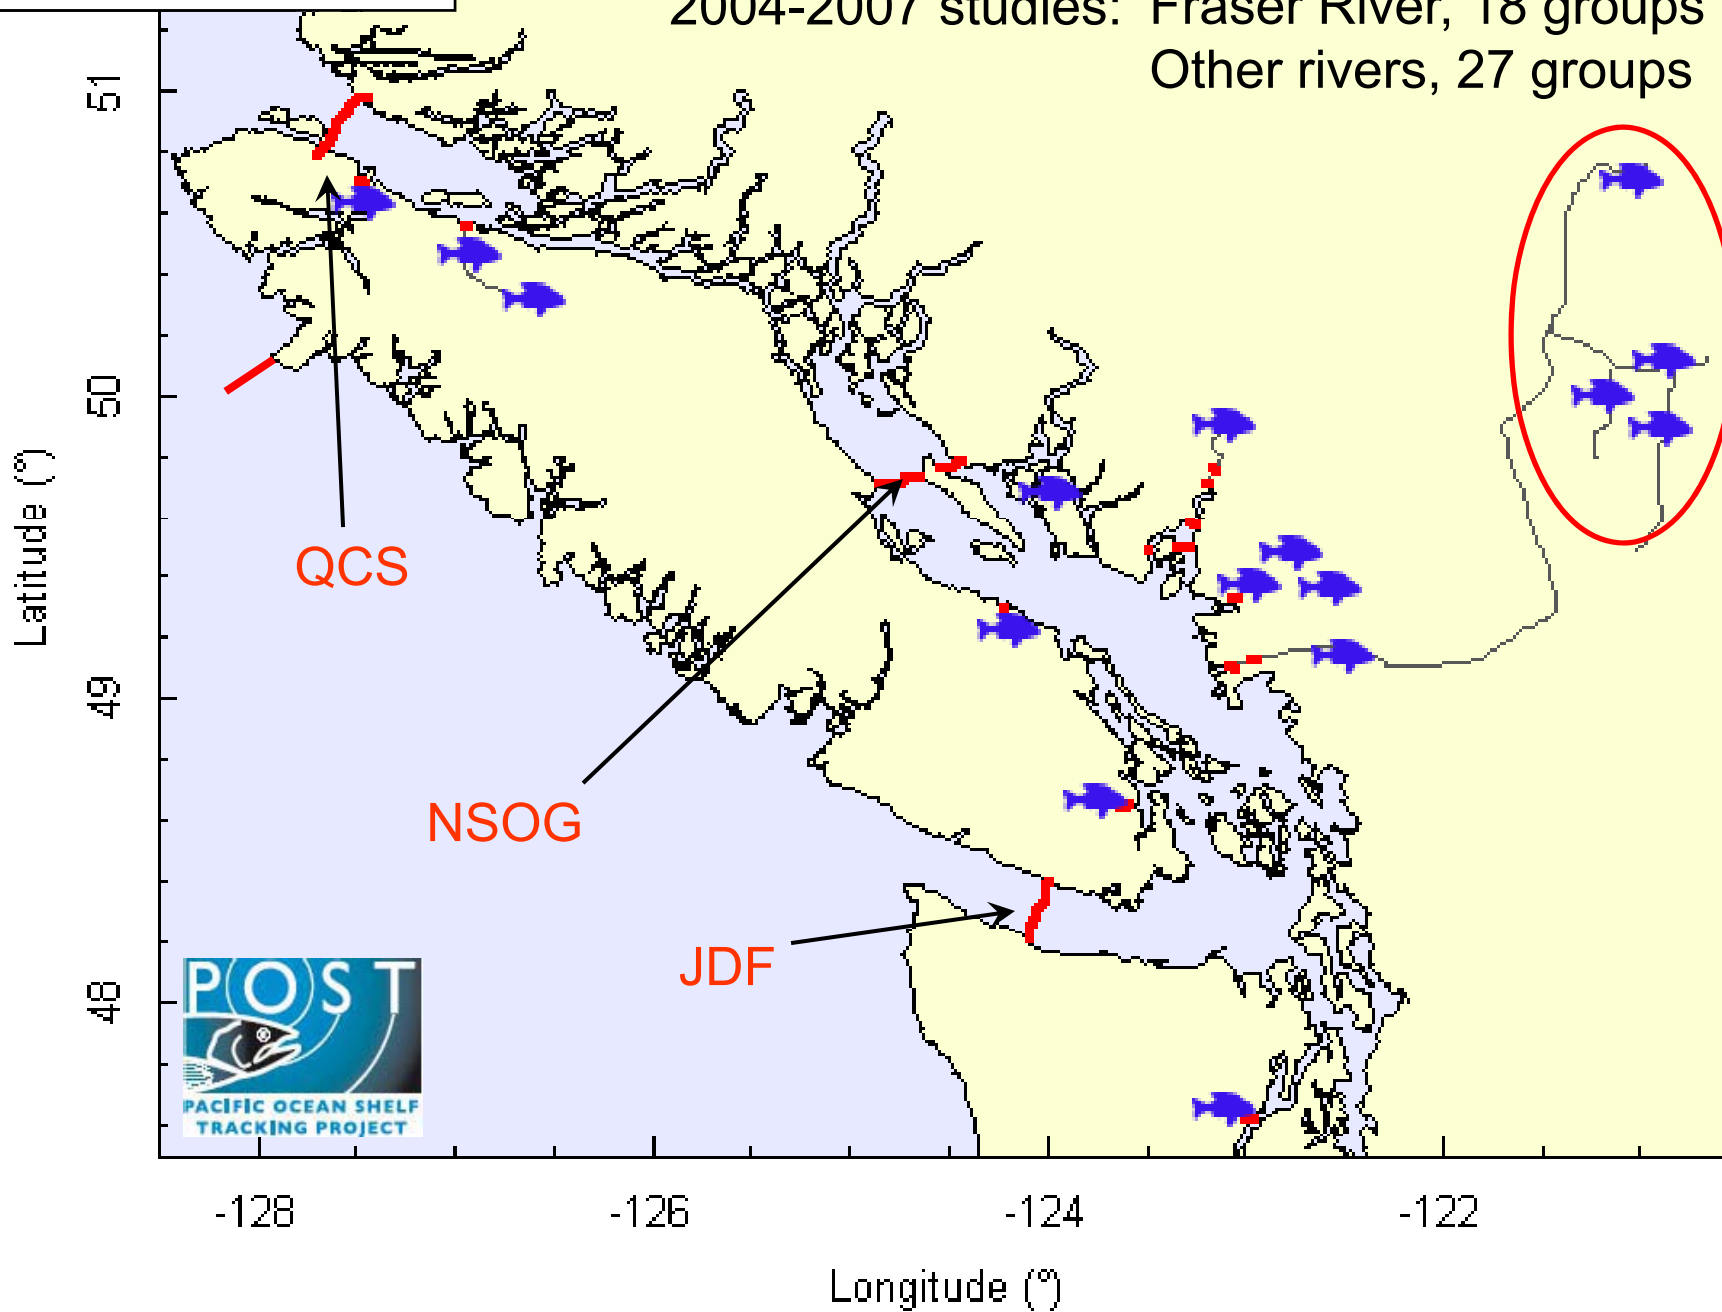 2004-2007 studies: Fraser River, 18 groups
Other rivers, 27 groups
51
50
49
48
Latitude (°)
QCS
NSOG
JDF
POST
PACIFIC OCEAN SHELF
TRACKING PROJECT
-128
-126
-124
-122
Longitude (°)